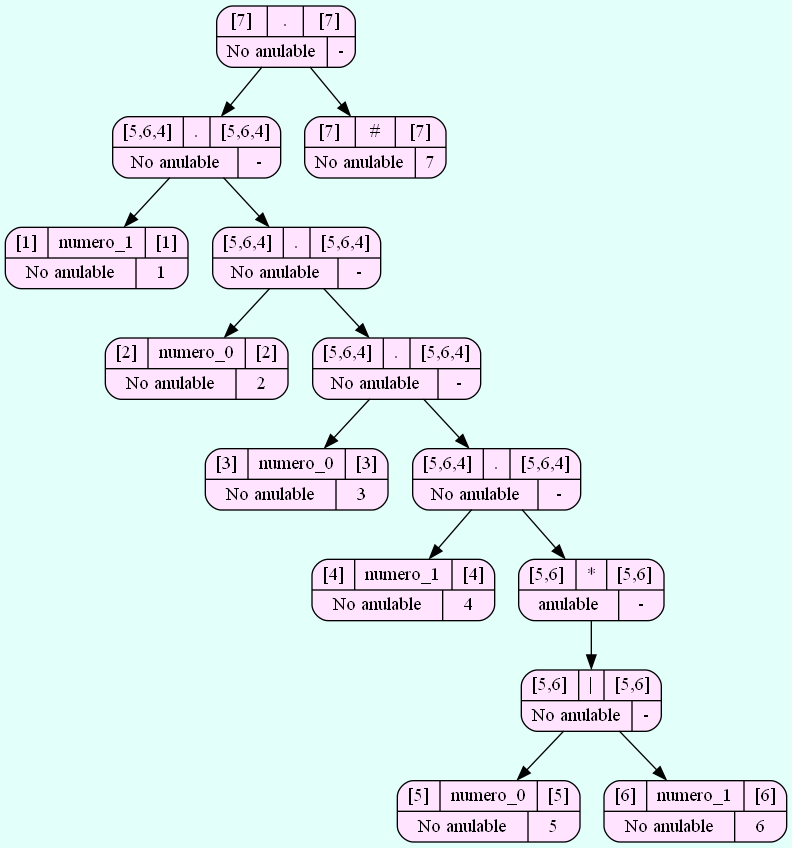 [7] . [7]
No anulable -
[5,6,4] . [5,6,4]
No anulable -
[7] # [7]
No anulable 7
[1] numero_1 [1]
No anulable 1
[5,6,4] . [5,6,4]
No anulable -
[2] numero_0 [2]
No anulable 2
[5,6,4] . [5,6,4]
No anulable -
[3] numero_0 [3]
No anulable 3
[5,6,4] . [5,6,4]
No anulable -
[4] numero_1 [4]
No anulable 4
[5,6] * [5,6]
anulable -
[5,6] | [5,6]
No anulable -
[5] numero_0 [5]
No anulable 5
[6] numero_1 [6]
No anulable 6